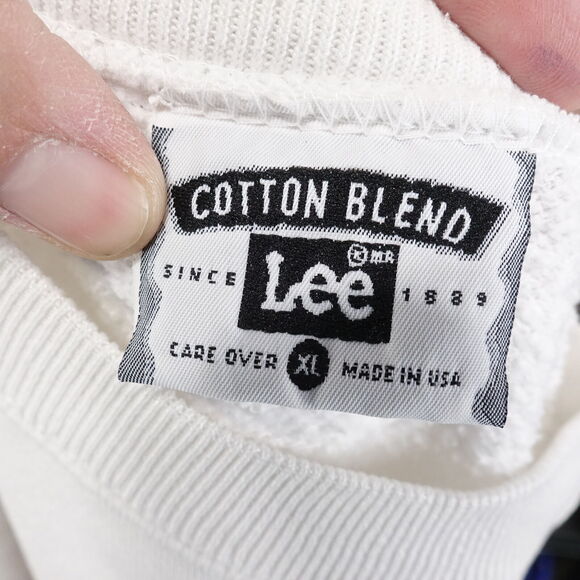 COTTON BLEND
® MR
Lee
SINCE 1889
CARE OVER XL MADE IN USA